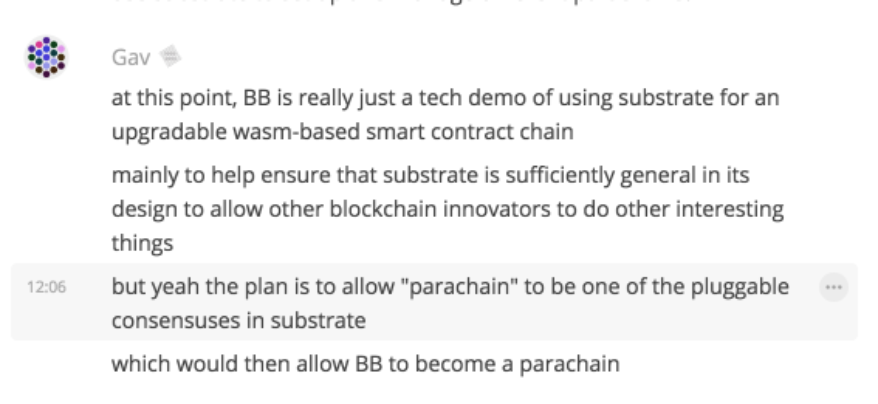 Gav
at this point, BB is really just a tech demo of using substrate for an
upgradable wasm-based smart contract chain
mainly to help ensure that substrate is sufficiently general in its
design to allow other blockchain innovators to do other interesting
things
12:06 but yeah the plan is to allow "parachain" to be one of the pluggable
consensuses in substrate
which would then allow BB to become a parachain